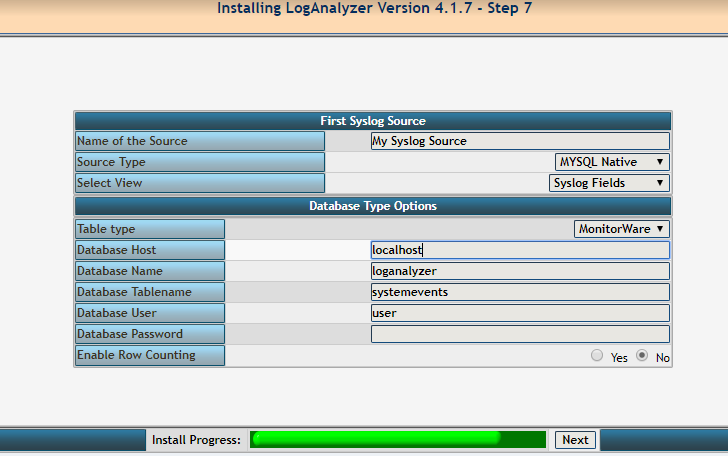 Installing LogAnalyzer Version 4.1.7 - Step 7
First Syslog Source
Name of the Source My Syslog Source
Source Type MYSQL Native
Select View Syslog Fields
Database Type Options
Table type MonitorWare
Database Host localhost
Database Name loganalyzer
Database Tablename systemevents
Database User user
Database Password
Enable Row Counting Yes No
Install Progress: Next